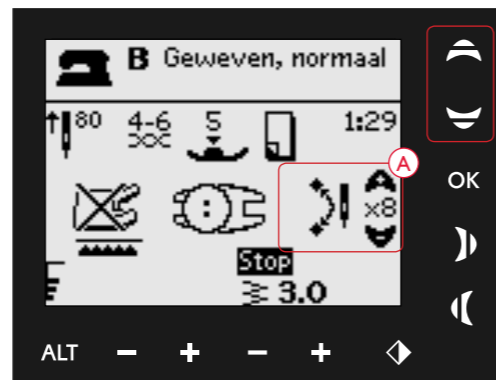 B Geweven, normaal
80 4-6 5 1:29
A
x8
OK
Stop
3.0
ALT - + - +